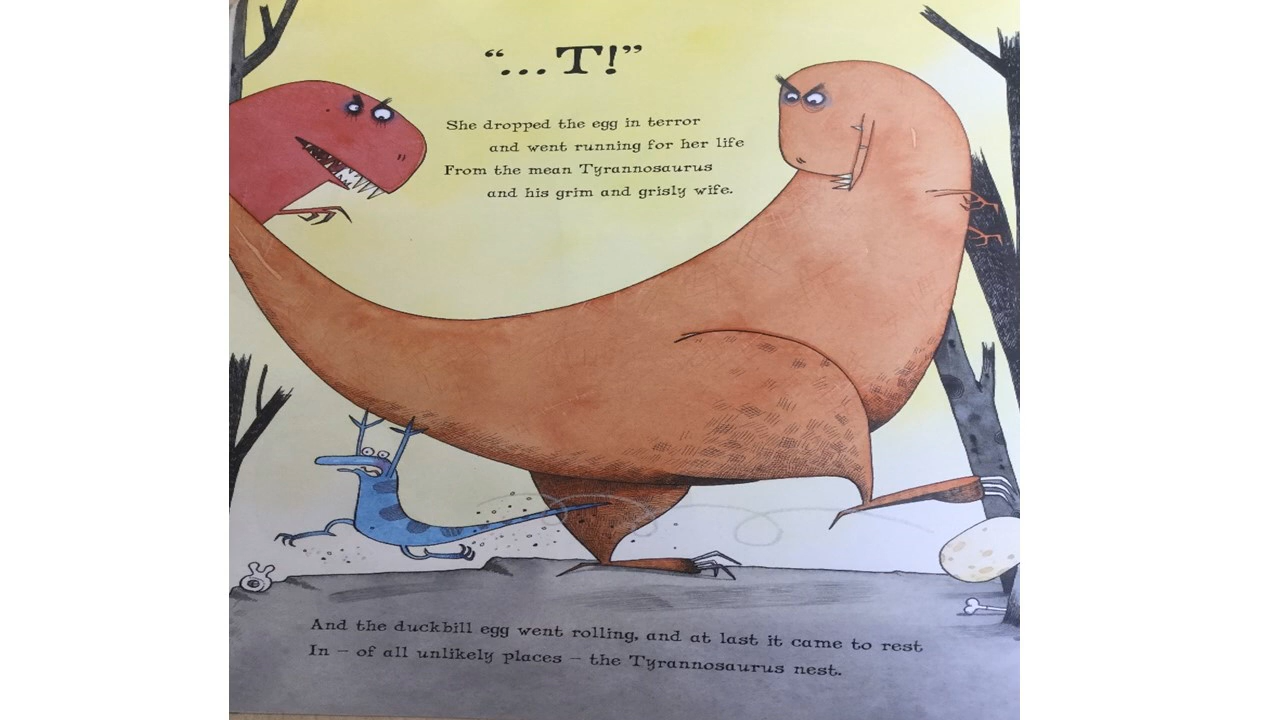 “...T!”
She dropped the egg in terror
and went running for her life
From the mean Tyrannosaurus
and his grim and grisly wife.
And the duckbill egg went rolling, and at last it came to rest
In – of all unlikely places – the Tyrannosaurus nest.